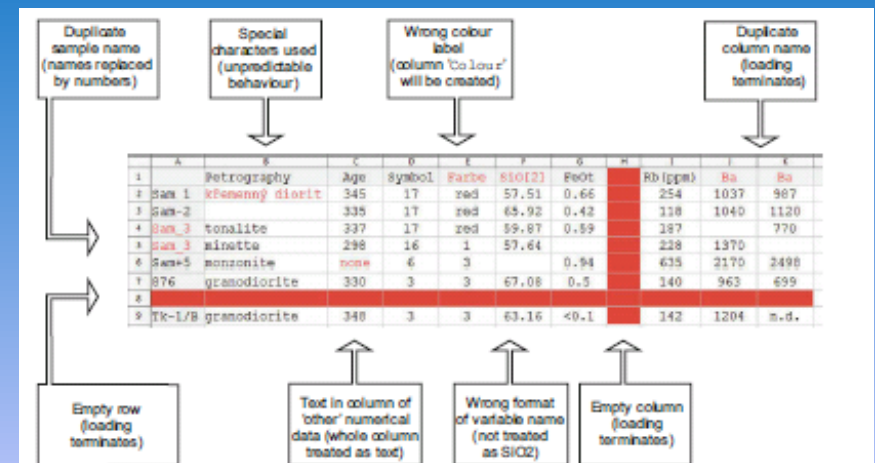 Duplicate
sample name
(names replaced
by numbers)
Special
characters used
(unpredictable
behaviour)
Wrong colour
label
(column 'Colour'
will be created)
Duplicate
column name
(loading
terminates)
A B C D E F G H I J K
1 Petrography Age Symbol Farbe SiO[2] FeOt Rb(ppm) Ba Ba
2 Sam 1 křemenný diorit 345 17 red 57.51 0.66 254 1037 987
3 Sam-2 335 17 red 65.92 0.42 118 1040 1120
4 Sam_3 tonalite 337 17 red 59.87 0.59 187 770
5 sam_3 minette 298 16 1 57.64 228 1370
6 Sam+5 monzonite none 6 3 0.94 635 2170 2498
7 876 granodiorite 330 3 3 67.08 0.5 140 963 699
8
9 Tk-1/B granodiorite 348 3 3 63.16 <0.1 142 1204 n.d.
Empty row
(loading
terminates)
Text in column of
'other' numerical
data (whole column
treated as text)
Wrong format
of variable name
(not treated
as SiO2)
Empty column
(loading
terminates)